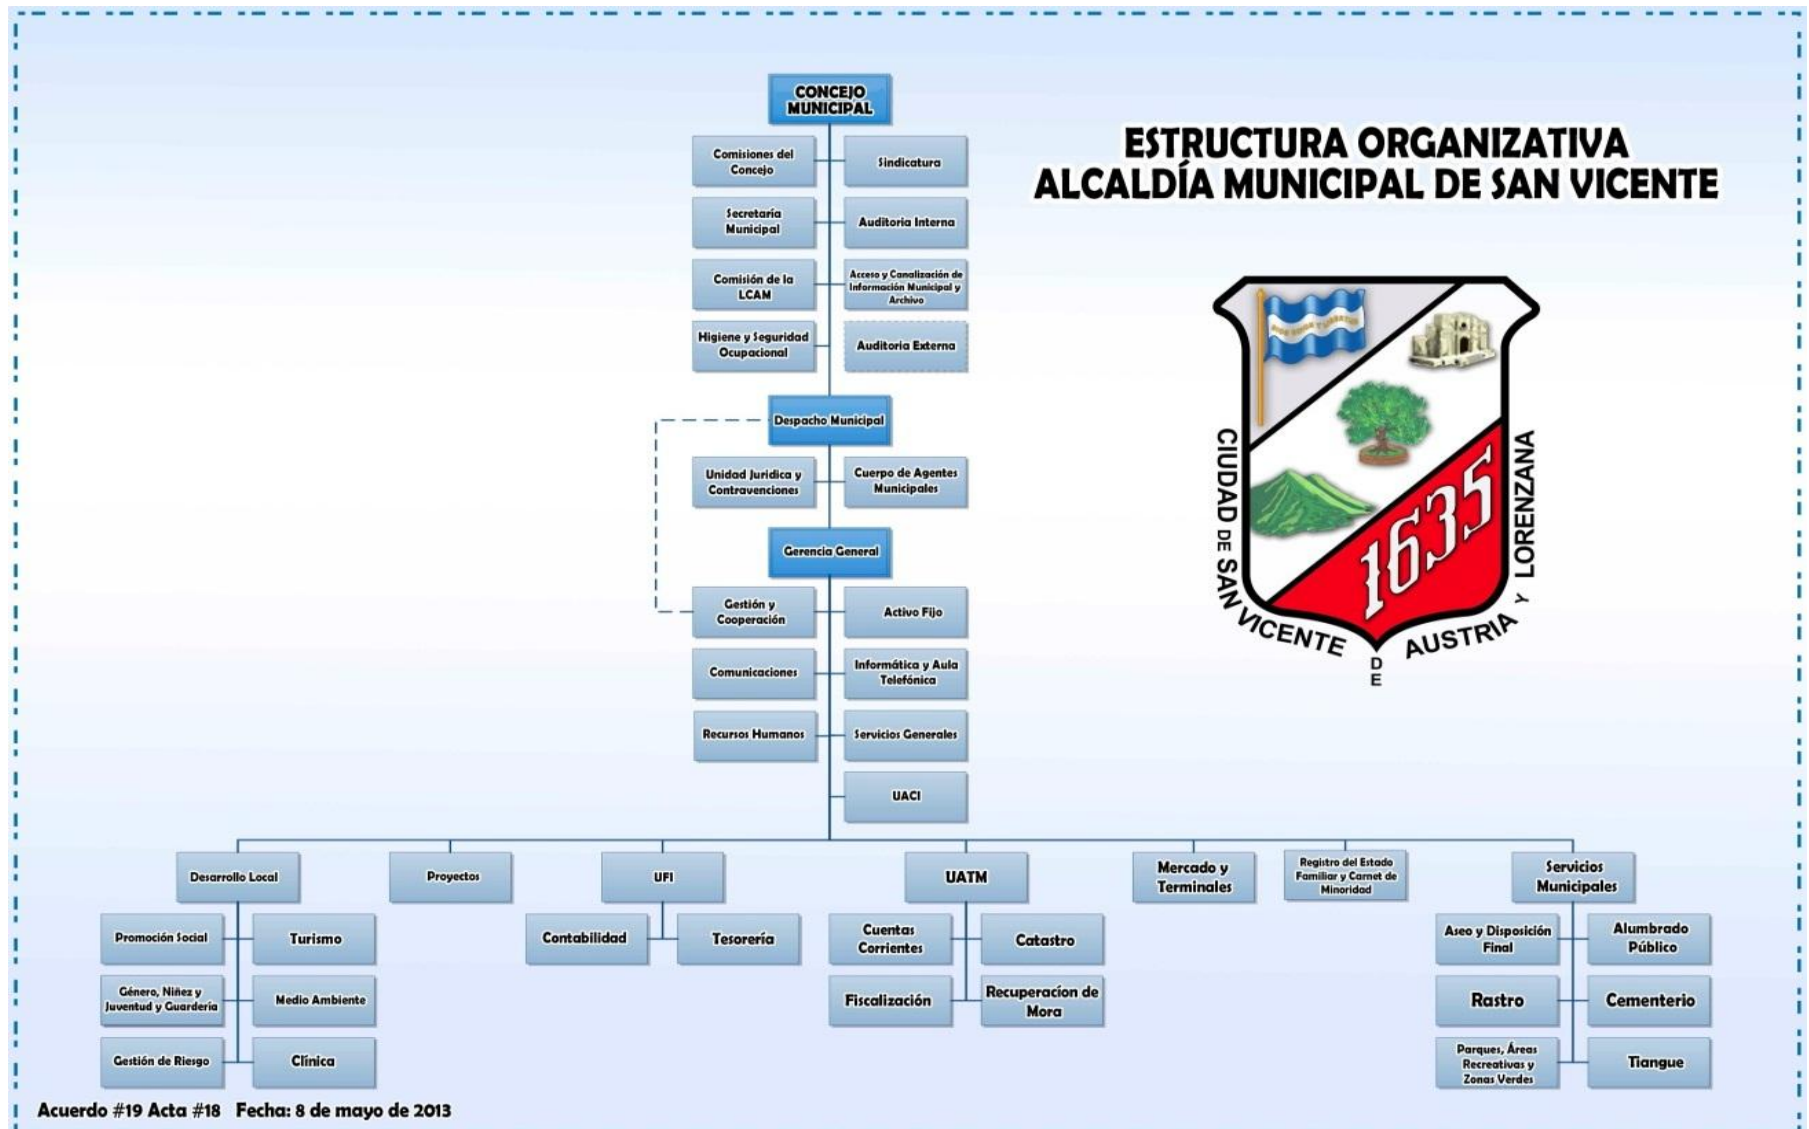 CONCEJO
MUNICIPAL
ESTRUCTURA ORGANIZATIVA
ALCALDÍA MUNICIPAL DE SAN VICENTE
Comisiones del
Concejo
Sindicatura
Secretaría
Municipal
Auditoria Interna
Comisión de la
LCAM
Acceso y Canalización de
Información Municipal y
Archivo
Higiene y Seguridad
Ocupacional
Auditoria Externa
Despacho Municipal
Unidad Juridica y
Contravenciones
Cuerpo de Agentes
Municipales
Gerencia General
Gestión y
Cooperación
Activo Fijo
Comunicaciones
Informática y Aula
Telefónica
Recursos Humanos
Servicios Generales
UACI
1635
CIUDAD DE SAN VICENTE DE AUSTRIA Y LORENZANA
Desarrollo Local
Proyectos
UFI
UATM
Mercado y
Terminales
Registro del Estado
Familiar y Carnet de
Minoridad
Servicios
Municipales
Promoción Social
Turismo
Contabilidad
Tesorería
Cuentas
Corrientes
Catastro
Aseo y Disposición
Final
Alumbrado
Público
Género, Niñez y
Juventud y Guardería
Medio Ambiente
Fiscalización
Recuperacíon de
Mora
Rastro
Cementerio
Gestión de Riesgo
Clínica
Parques, Áreas
Recreativas y
Zonas Verdes
Tiangue
Acuerdo #19 Acta #18 Fecha: 8 de mayo de 2013